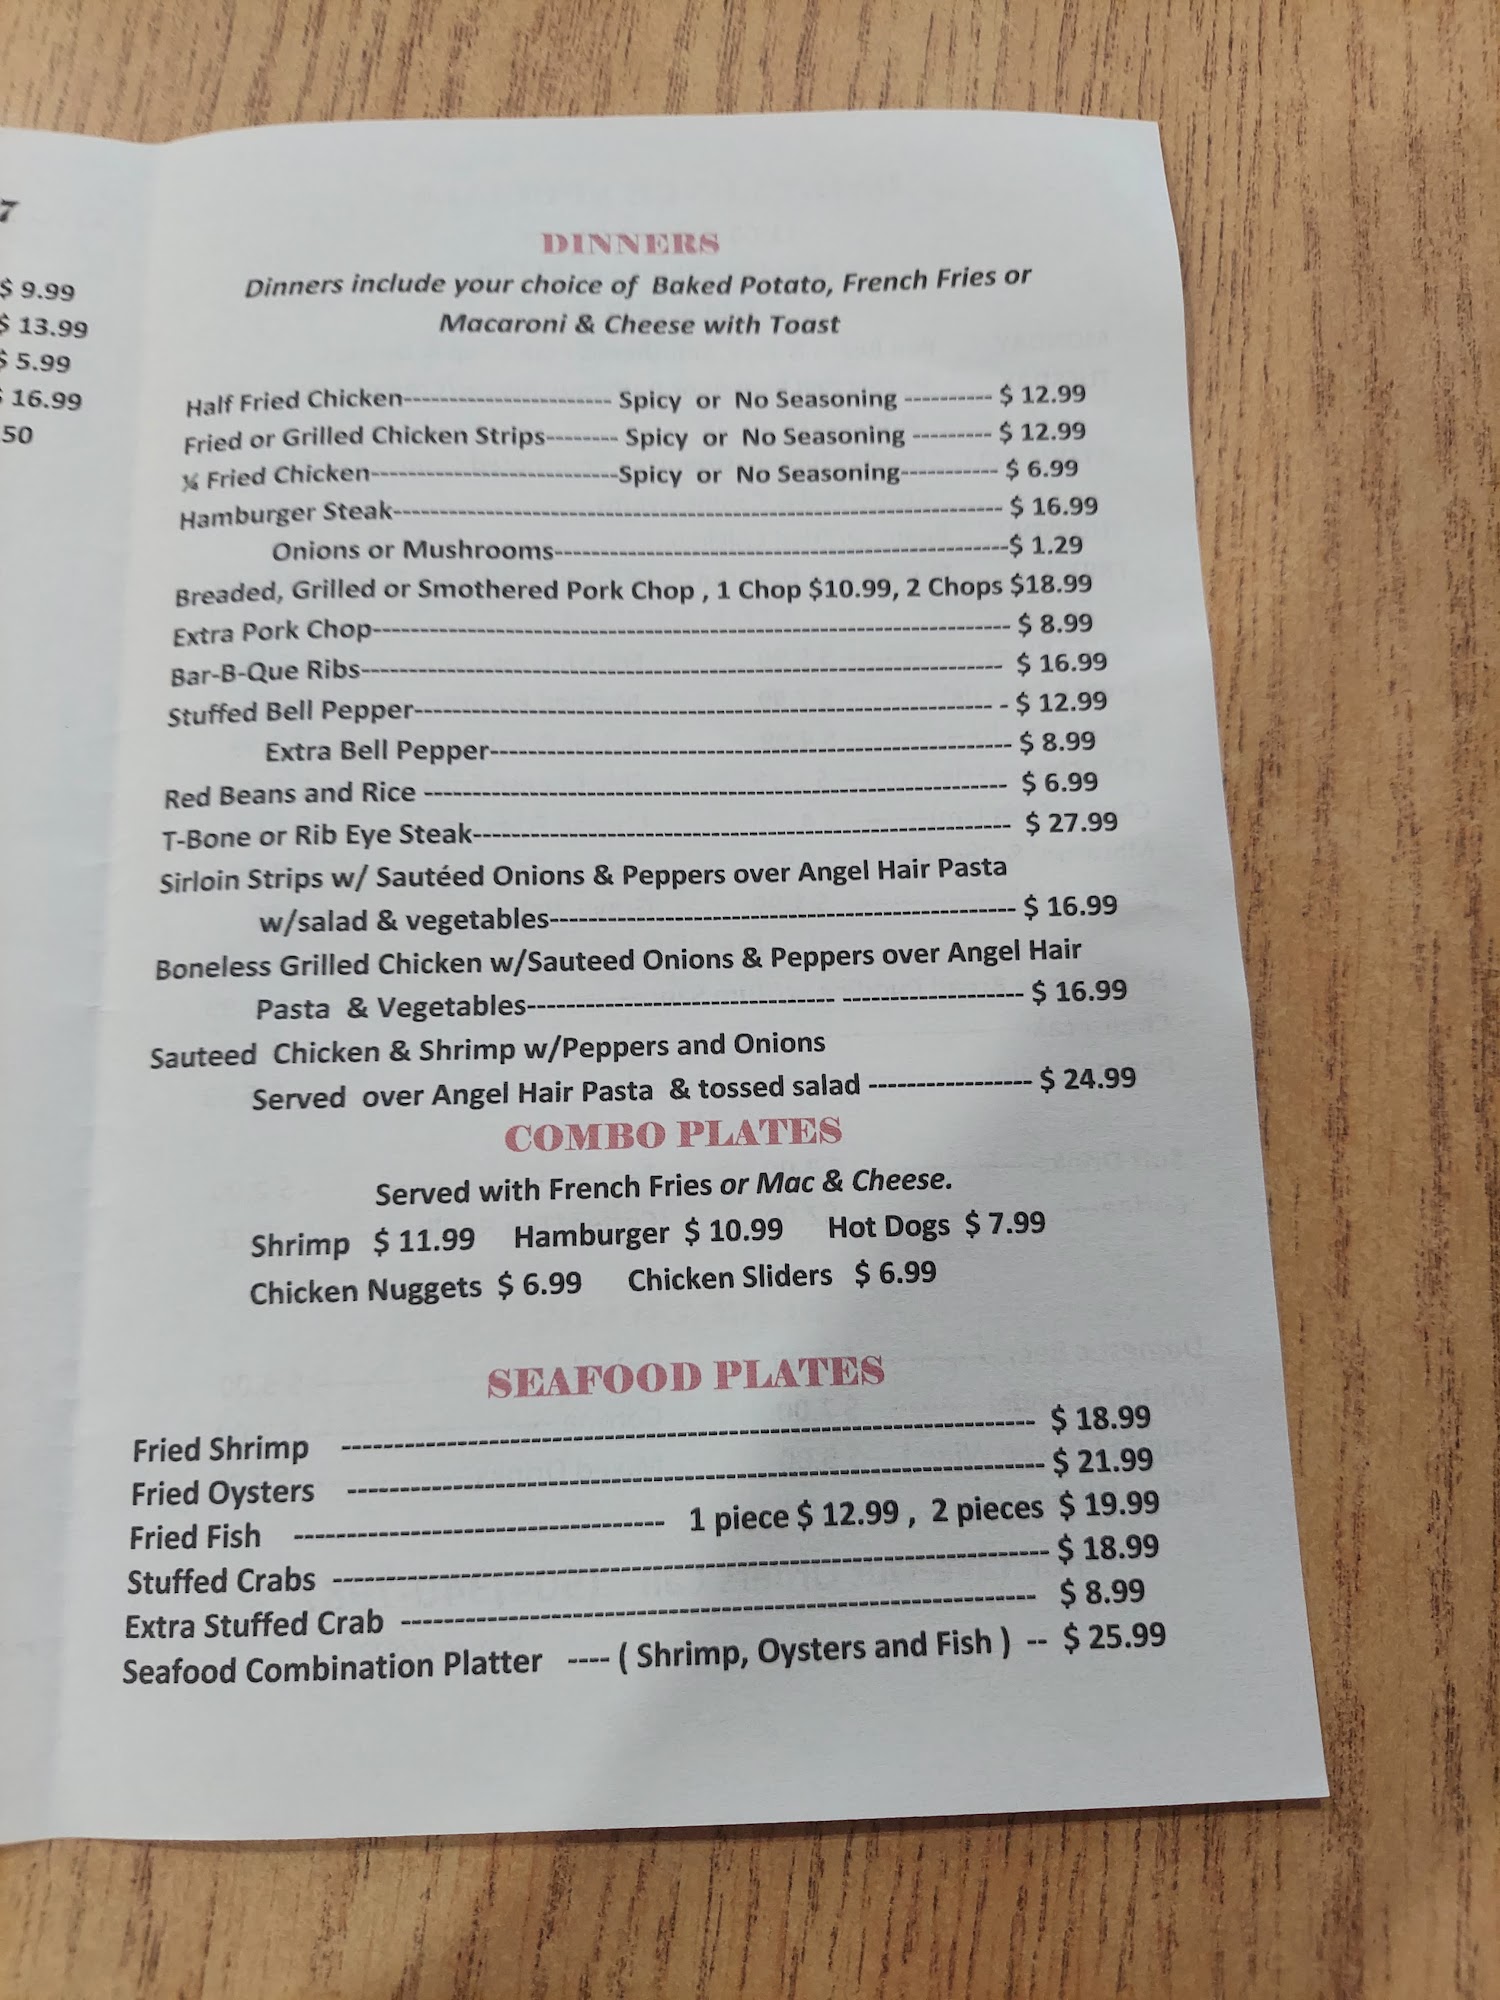 7
$ 9.99
$ 13.99
$ 5.99
16.99
.50
DINNERS
Dinners include your choice of Baked Potato, French Fries or
Macaroni & Cheese with Toast
Half Fried Chicken----------------------- Spicy or No Seasoning ---------- $ 12.99
Fried or Grilled Chicken Strips-------- Spicy or No Seasoning --------- $ 12.99
¼ Fried Chicken---------------------------Spicy or No Seasoning----------- $ 6.99
Hamburger Steak------------------------------------------------------------------ $ 16.99
Onions or Mushrooms-------------------------------------------------$ 1.29
Breaded, Grilled or Smothered Pork Chop , 1 Chop $10.99, 2 Chops $18.99
Extra Pork Chop-------------------------------------------------------------------- $ 8.99
Bar-B-Que Ribs-------------------------------------------------------------------- $ 16.99
Stuffed Bell Pepper------------------------------------------------------------- - $ 12.99
Extra Bell Pepper------------------------------------------------------- $ 8.99
Red Beans and Rice ------------------------------------------------------------- $ 6.99
T-Bone or Rib Eye Steak-------------------------------------------------------- $ 27.99
Sirloin Strips w/ Sautéed Onions & Peppers over Angel Hair Pasta
w/salad & vegetables------------------------------------------------ $ 16.99
Boneless Grilled Chicken w/Sauteed Onions & Peppers over Angel Hair
Pasta & Vegetables-------------------------------- ------------------- $ 16.99
Sauteed Chicken & Shrimp w/Peppers and Onions
Served over Angel Hair Pasta & tossed salad ----------------- $ 24.99
COMBO PLATES
Served with French Fries or Mac & Cheese.
Shrimp $ 11.99 Hamburger $ 10.99 Hot Dogs $ 7.99
Chicken Nuggets $ 6.99 Chicken Sliders $ 6.99
SEAFOOD PLATES
Fried Shrimp ------------------------------------------------------------------ $ 18.99
Fried Oysters ------------------------------------------------------------------ $ 21.99
Fried Fish ----------------------------------- 1 piece $ 12.99 , 2 pieces $ 19.99
Stuffed Crabs -------------------------------------------------------------------- $ 18.99
Extra Stuffed Crab ------------------------------------------------------------ $ 8.99
Seafood Combination Platter ---- ( Shrimp, Oysters and Fish ) -- $ 25.99